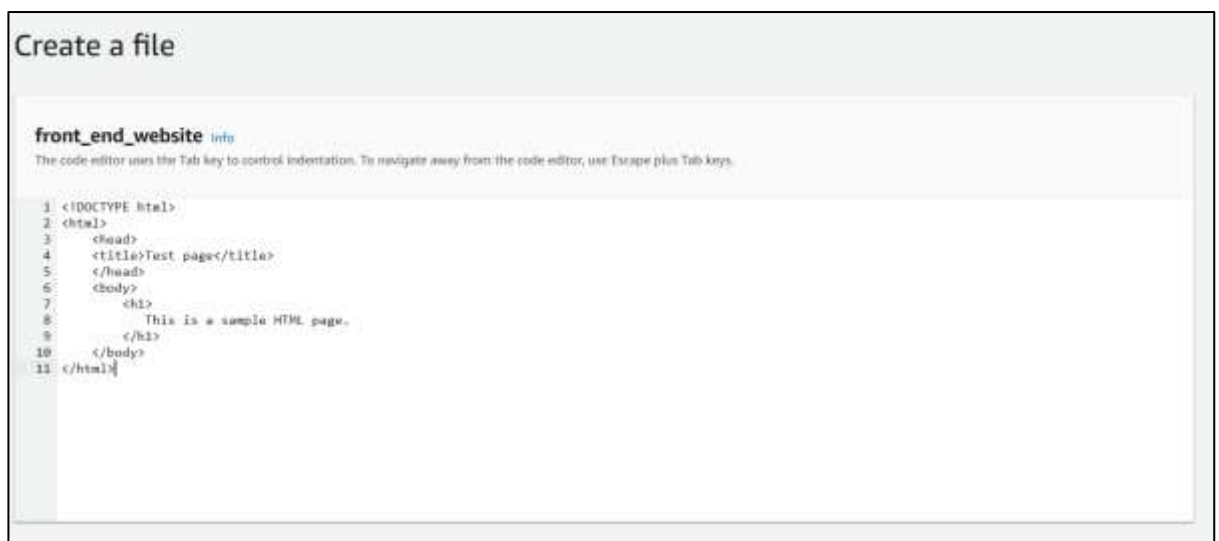 Create a file
front_end_website Info
The code editor uses the Tab key to control indentation. To navigate away from the code editor, use Escape plus Tab keys.
1 <!DOCTYPE html>
2 <html>
3 <head>
4 <title>Test page</title>
5 </head>
6 <body>
7 <h1>
8 This is a sample HTML page.
9 </h1>
10 </body>
11 </html>